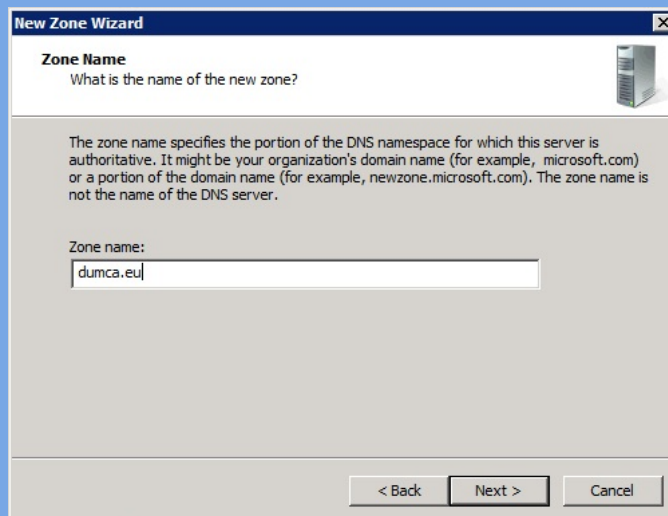 New Zone Wizard
Zone Name
What is the name of the new zone?
The zone name specifies the portion of the DNS namespace for which this server is
authoritative. It might be your organization's domain name (for example, microsoft.com)
or a portion of the domain name (for example, newzone.microsoft.com). The zone name is
not the name of the DNS server.
Zone name:
dumca.eu
< Back Next > Cancel